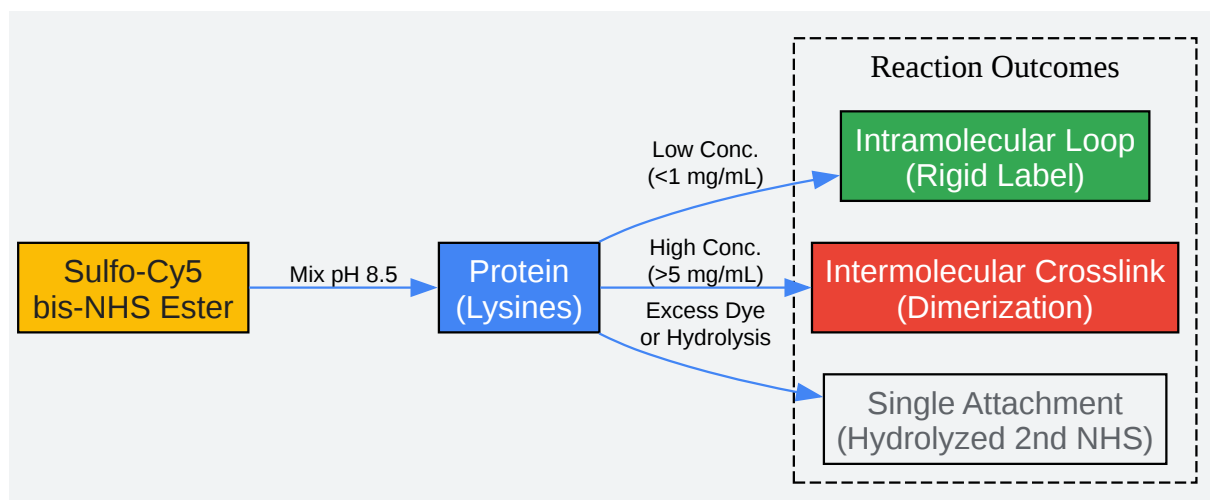 Sulfo-Cy5
bis-NHS Ester
Mix pH 8.5
Protein
(Lysines)
Low Conc.
(<1 mg/mL)
High Conc.
(>5 mg/mL)
Excess Dye
or Hydrolysis
Reaction Outcomes
Intramolecular Loop
(Rigid Label)
Intermolecular Crosslink
(Dimerization)
Single Attachment
(Hydrolyzed 2nd NHS)